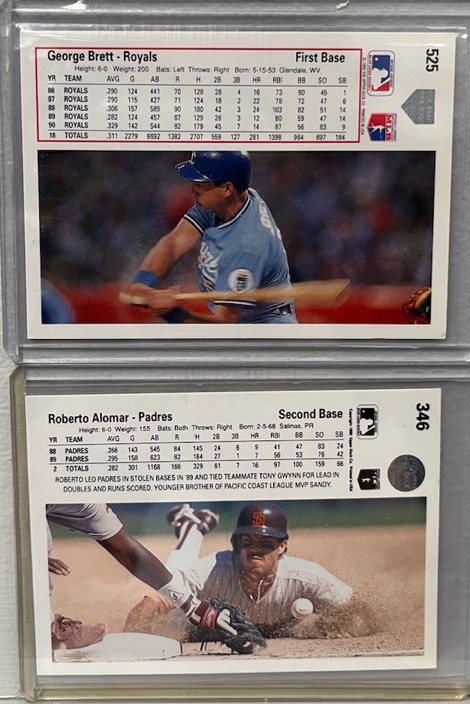 George Brett - Royals First Base 525
Height: 6-0 Weight: 200 Bats: Left Throws: Right Born: 5-15-53 Glendale, WV
YR TEAM AVG G AB R H 2B 3B HR RBI BB SO SB
86 ROYALS .290 124 441 70 128 28 4 16 73 80 45 1
87 ROYALS .290 115 427 71 124 18 2 22 78 72 47 6
88 ROYALS .306 157 589 90 180 42 3 24 103 82 51 14
89 ROYALS .282 124 457 67 129 26 3 12 80 59 47 14
90 ROYALS .329 142 544 82 179 45 7 14 87 56 63 9
18 TOTALS .311 2279 8692 1382 2707 559 127 281 1398 964 697 184
Roberto Alomar - Padres Second Base 346
Height: 6-0 Weight: 155 Bats: Both Throws: Right Born: 2-5-68 Salinas, PR
YR TEAM AVG G AB R H 2B 3B HR RBI BB SO SB
88 PADRES .266 143 545 84 145 24 6 9 41 47 83 24
89 PADRES .295 158 623 82 184 27 1 7 56 53 76 42
2 TOTALS .282 301 1168 166 329 51 7 16 97 100 159 66
ROBERTO LED PADRES IN STOLEN BASES IN '89 AND TIED TEAMMATE TONY GWYNN FOR LEAD IN
DOUBLES AND RUNS SCORED. YOUNGER BROTHER OF PACIFIC COAST LEAGUE MVP SANDY.